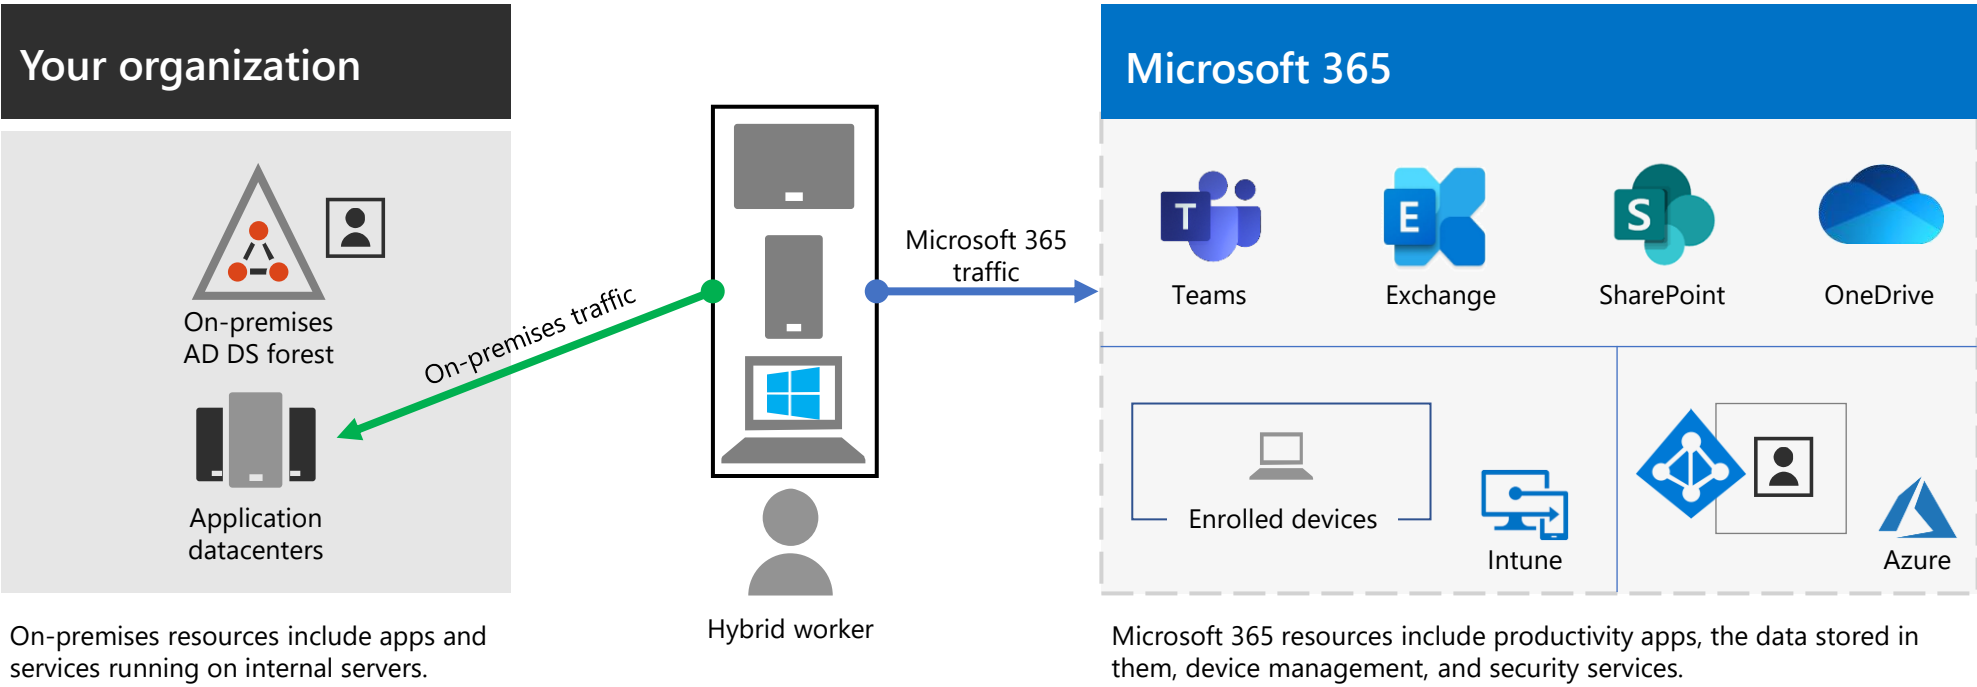 Your organization
On-premises
AD DS forest
Application
datacenters
On-premises resources include apps and
services running on internal servers.
On-premises traffic
Hybrid worker
Microsoft 365
traffic
Microsoft 365
T
Teams
E
Exchange
S
SharePoint
OneDrive
Enrolled devices
Intune
Azure
Microsoft 365 resources include productivity apps, the data stored in
them, device management, and security services.